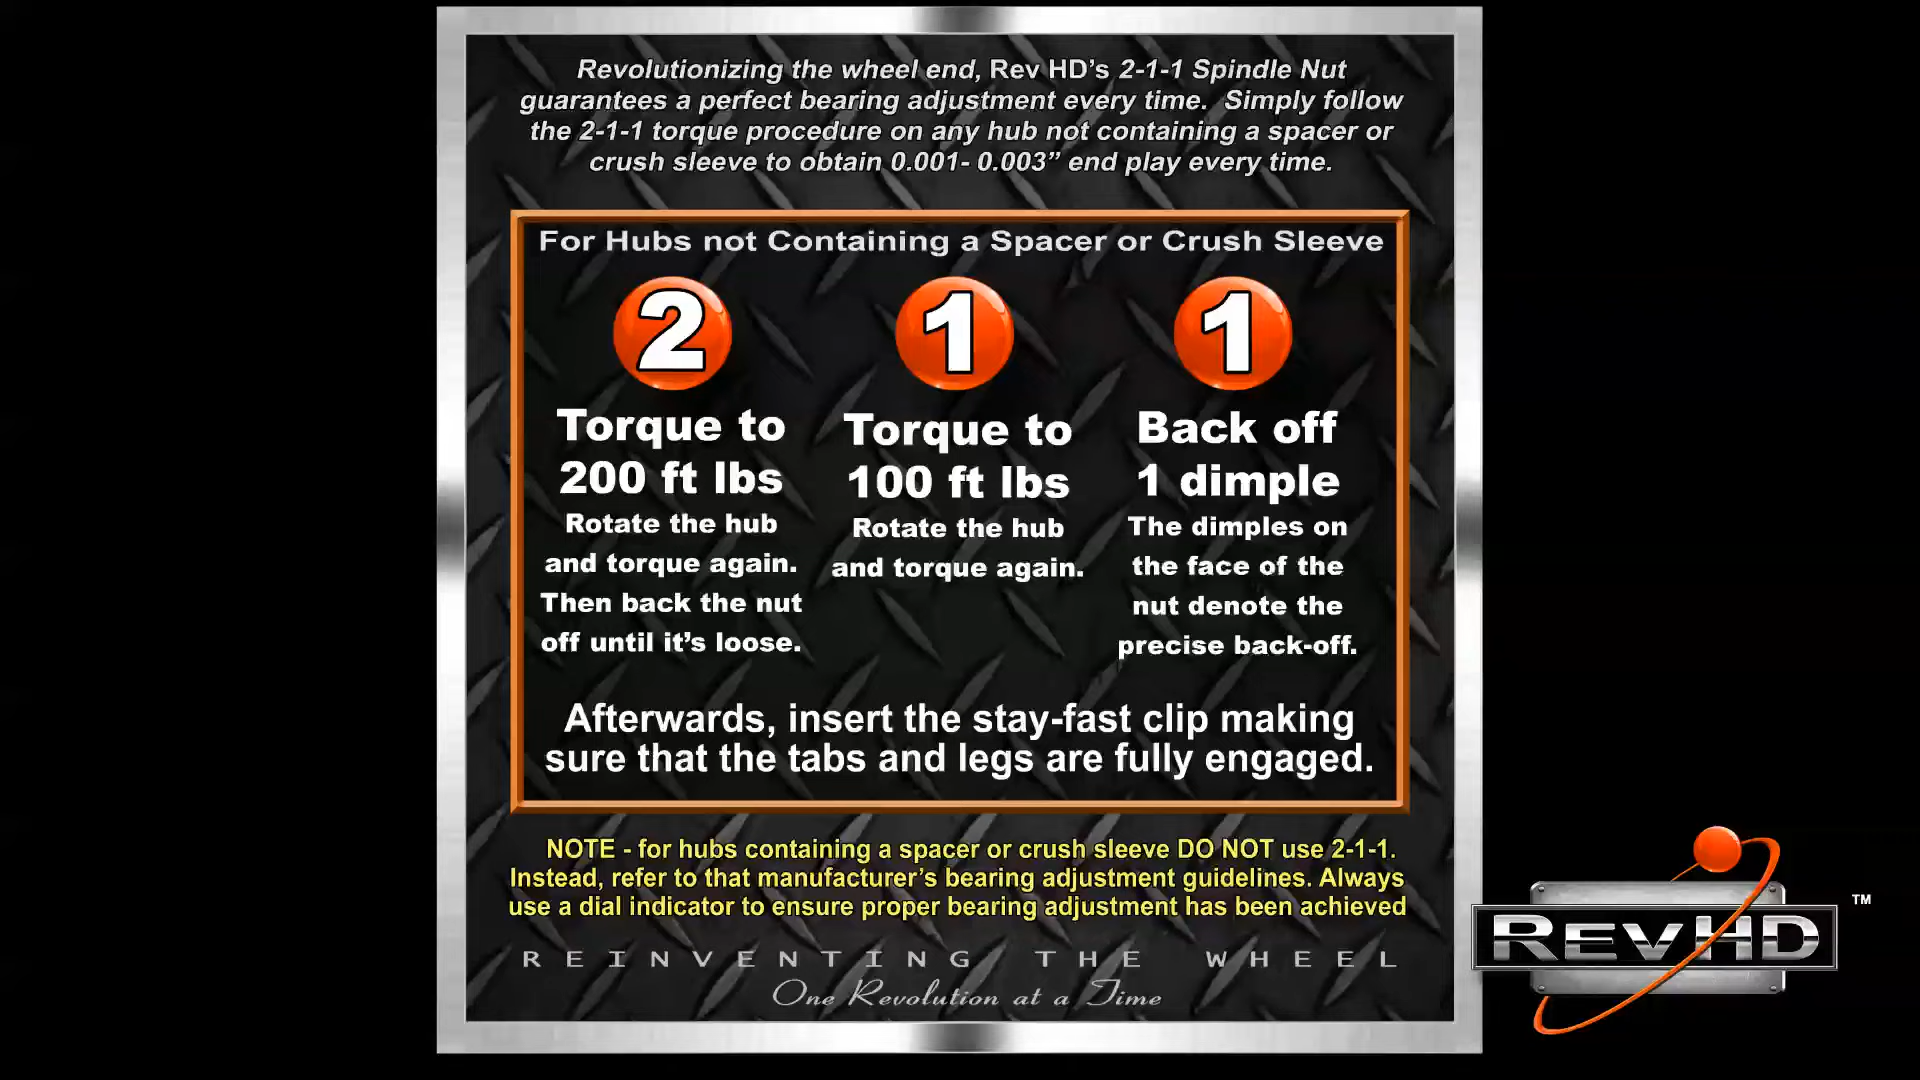 Revolutionizing the wheel end, Rev HD’s 2-1-1 Spindle Nut
guarantees a perfect bearing adjustment every time. Simply follow
the 2-1-1 torque procedure on any hub not containing a spacer or
crush sleeve to obtain 0.001- 0.003” end play every time.
For Hubs not Containing a Spacer or Crush Sleeve
2
Torque to
200 ft lbs
Rotate the hub
and torque again.
Then back the nut
off until it’s loose.
1
Torque to
100 ft lbs
Rotate the hub
and torque again.
1
Back off
1 dimple
The dimples on
the face of the
nut denote the
precise back-off.
Afterwards, insert the stay-fast clip making
sure that the tabs and legs are fully engaged.
NOTE - for hubs containing a spacer or crush sleeve DO NOT use 2-1-1.
Instead, refer to that manufacturer’s bearing adjustment guidelines. Always
use a dial indicator to ensure proper bearing adjustment has been achieved
REINVENTING THE WHEEL
One Revolution at a Time
REVHD TM